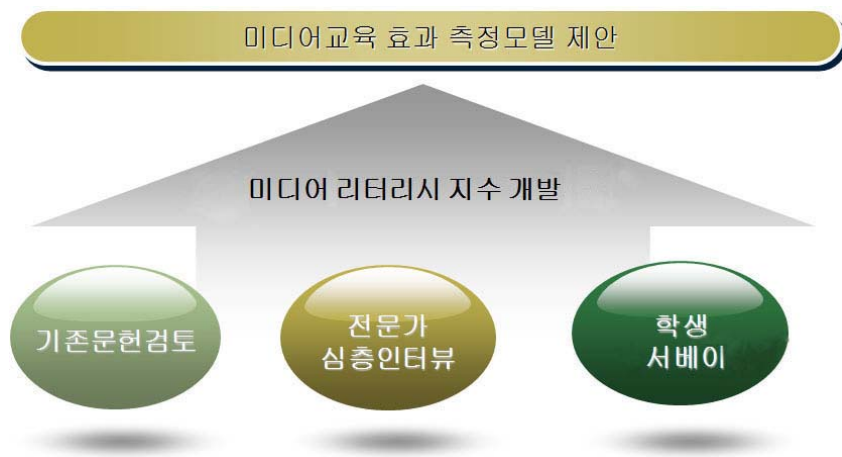 미디어교육 효과 측정모델 제안
미디어 리터리시 지수 개발
기존문헌검토
전문가
심층인터뷰
학생
서베이